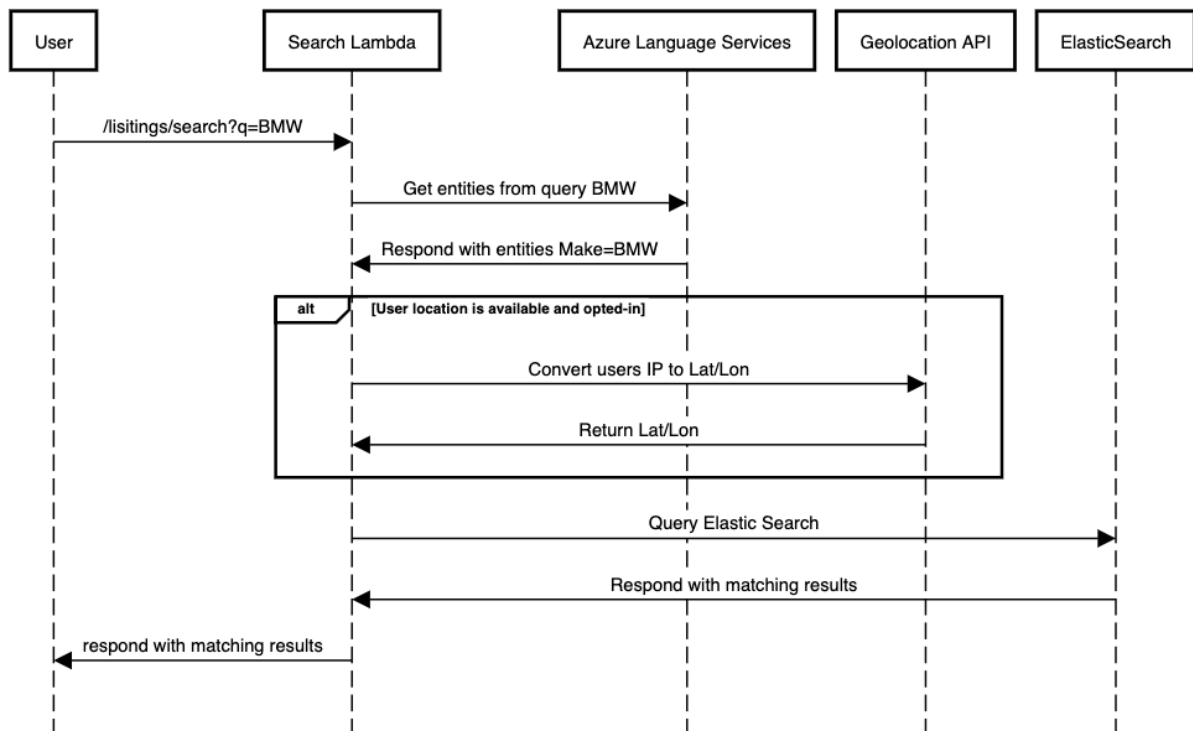 User
Search Lambda
Azure Language Services
Geolocation API
ElasticSearch
/lisitings/search?q=BMW
Get entities from query BMW
Respond with entities Make=BMW
alt
[User location is available and opted-in]
Convert users IP to Lat/Lon
Return Lat/Lon
Query Elastic Search
Respond with matching results
respond with matching results